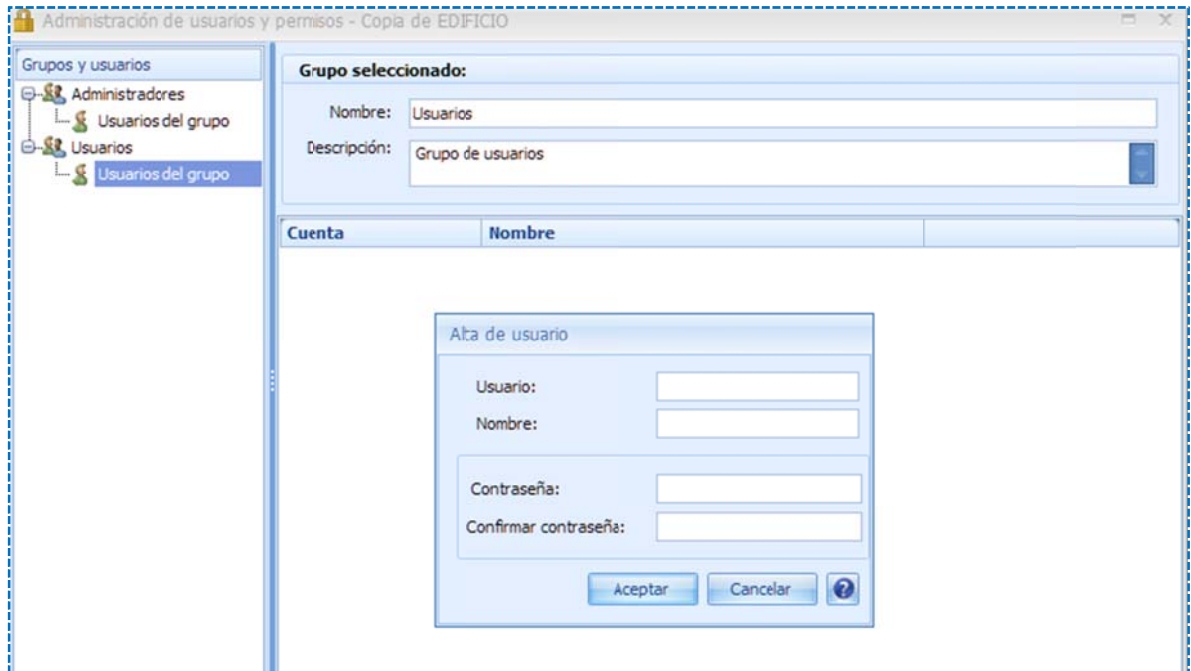 Administración de usuarios y permisos - Copia de EDIFICIO
Grupos y usuarios
Administradores
Usuarios del grupo
Usuarios
Usuarios del grupo
Grupo seleccionado:
Nombre: Usuarios
Descripción: Grupo de usuarios
Cuenta Nombre
Alta de usuario
Usuario:
Nombre:
Contraseña:
Confirmar contraseña:
Aceptar Cancelar ?